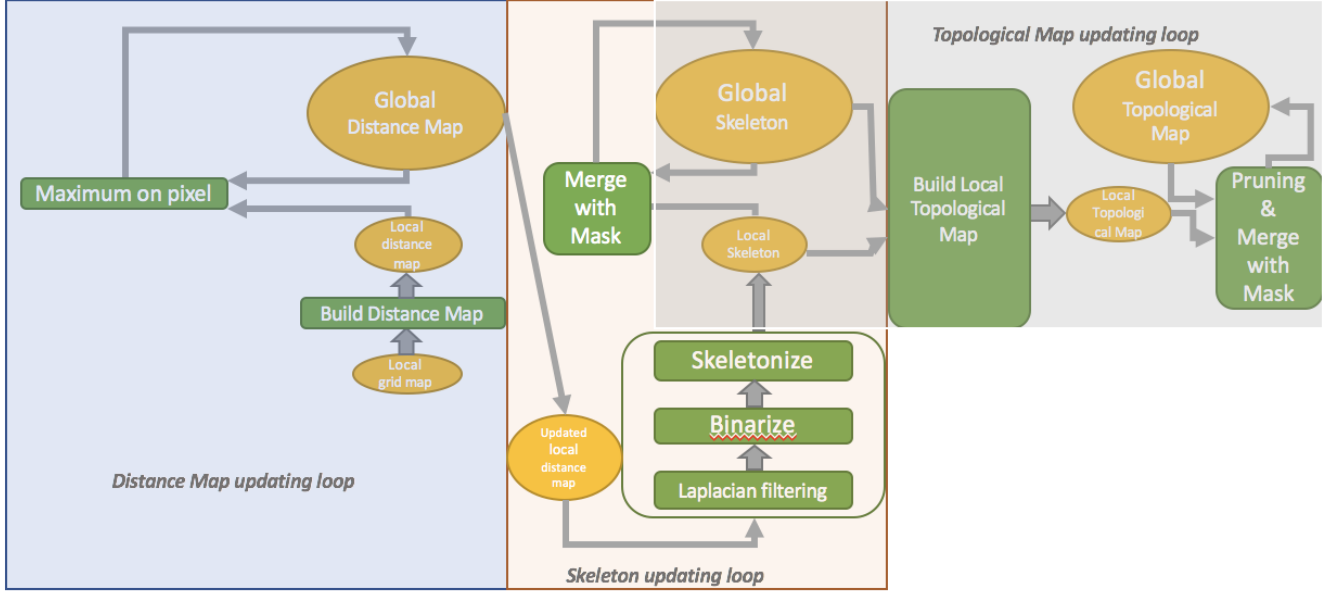 Global
Distance Map
Maximum on pixel
Local
distance
map
Build Distance Map
Local
grid map
Distance Map updating loop
Global
Skeleton
Merge
with
Mask
Local
Skeleton
Skeletonize
Binarize
Laplacian filtering
Updated
local
distance
map
Skeleton updating loop
Topological Map updating loop
Build Local
Topological
Map
Global
Topological
Map
Local
Topologi
cal Map
Pruning
&
Merge
with
Mask